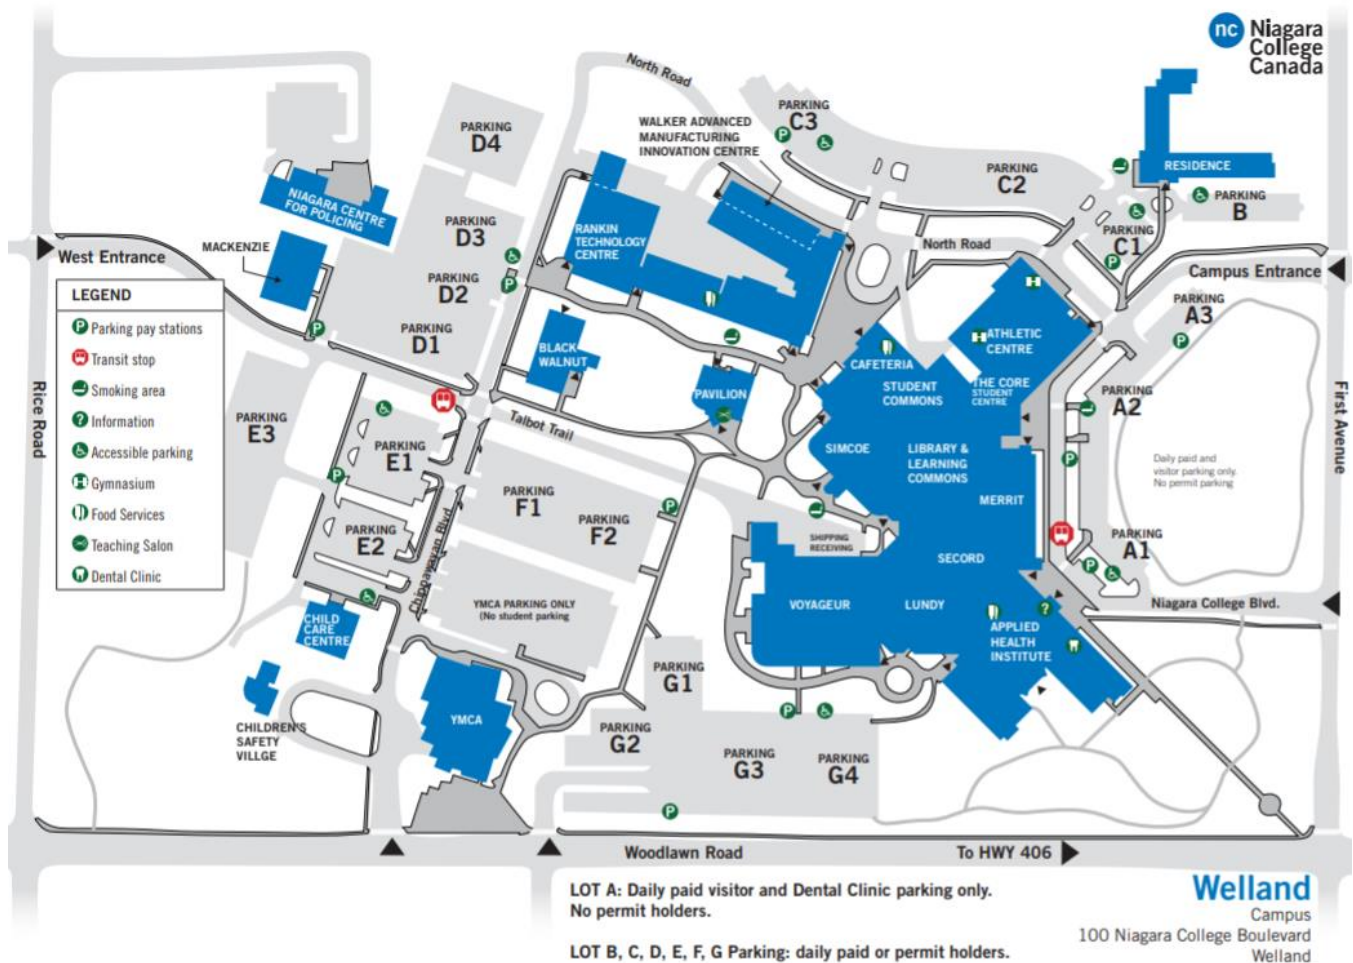 nc Niagara
College
Canada
North Road
PARKING
C3
WALKER ADVANCED
MANUFACTURING
INNOVATION CENTRE
PARKING
D4
PARKING
C2
RESIDENCE
PARKING
B
NIAGARA CENTRE
FOR POLICING
PARKING
D3
RANKIN
TECHNOLOGY
CENTRE
PARKING
C1
MACKENZIE
North Road
West Entrance
Campus Entrance
PARKING
D2
PARKING
A3
LEGEND
Parking pay stations
Transit stop
Smoking area
Information
Accessible parking
Gymnasium
Food Services
Teaching Salon
Dental Clinic
PARKING
D1
BLACK
WALNUT
ATHLETIC
CENTRE
CAFETERIA
STUDENT
COMMONS
THE CORE
STUDENT
CENTRE
PAVILION
PARKING
A2
Rice Road
First Avenue
PARKING
E3
Talbot Trail
PARKING
E1
SIMCOE
LIBRARY &
LEARNING
COMMONS
Daily paid and
visitor parking only.
No permit parking
MERRIT
PARKING
F1
PARKING
F2
PARKING
E2
Chippawayan Blvd
SHIPPING
RECEIVING
SECORD
PARKING
A1
YMCA PARKING ONLY
(No student parking
VOYAGEUR
LUNDY
Niagara College Blvd.
CHILD
CARE
CENTRE
APPLIED
HEALTH
INSTITUTE
PARKING
G1
YMCA
CHILDREN'S
SAFETY
VILLGE
PARKING
G2
PARKING
G3
PARKING
G4
Woodlawn Road
To HWY 406
LOT A: Daily paid visitor and Dental Clinic parking only.
No permit holders.
LOT B, C, D, E, F, G Parking: daily paid or permit holders.
Welland
Campus
100 Niagara College Boulevard
Welland